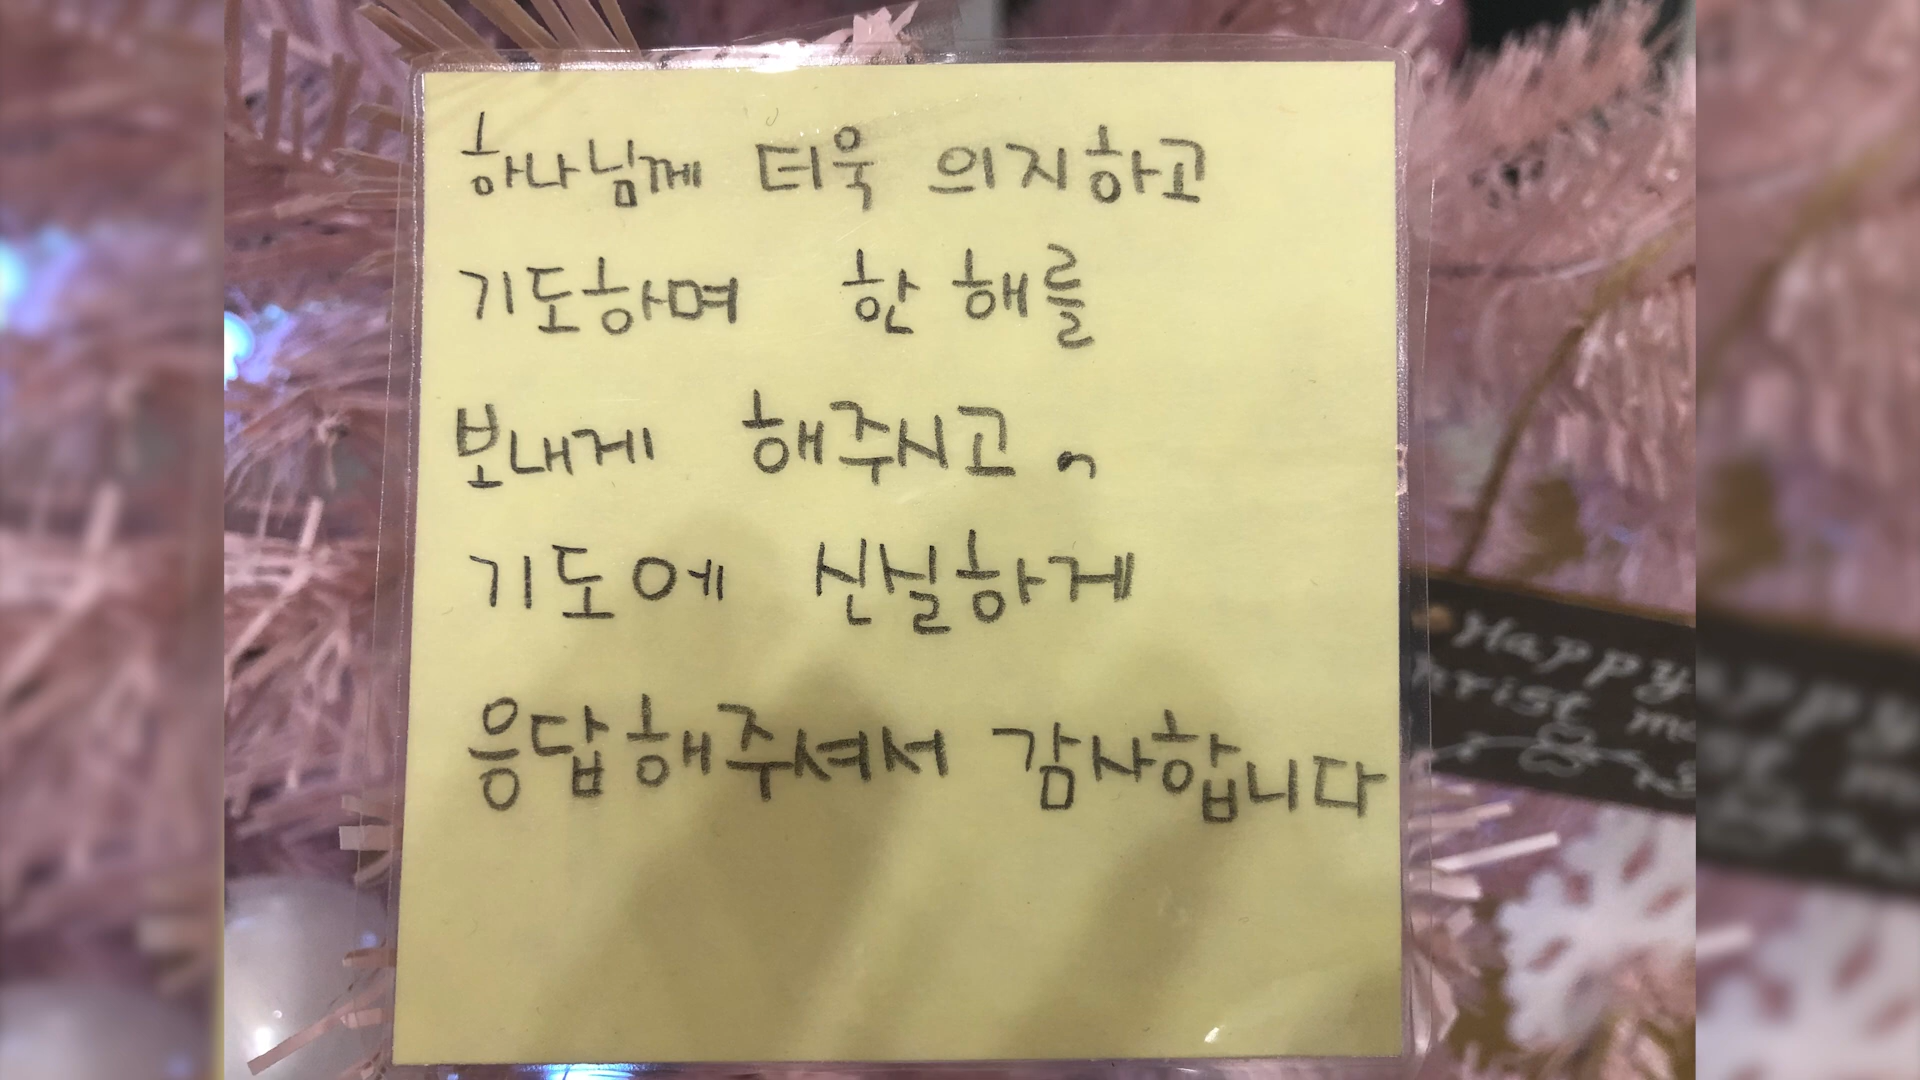 하나님께 더욱 의지하고
기도하며 한 해를
보내게 해주시고
기도에 신실하게
응답해주셔서 감사합니다
Happy